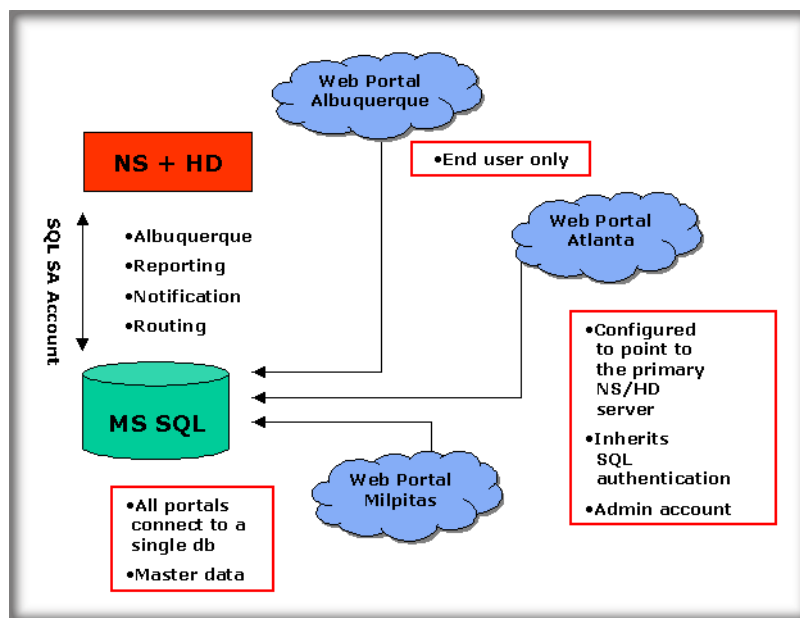 Web Portal
Albuquerque
•End user only
NS + HD
SQL SA Account
•Albuquerque
•Reporting
•Notification
•Routing
Web Portal
Atlanta
•Configured
to point to
the primary
NS/HD
server
•Inherits
SQL
authentication
•Admin account
MS SQL
Web Portal
Milpitas
•All portals
connect to a
single db
•Master data